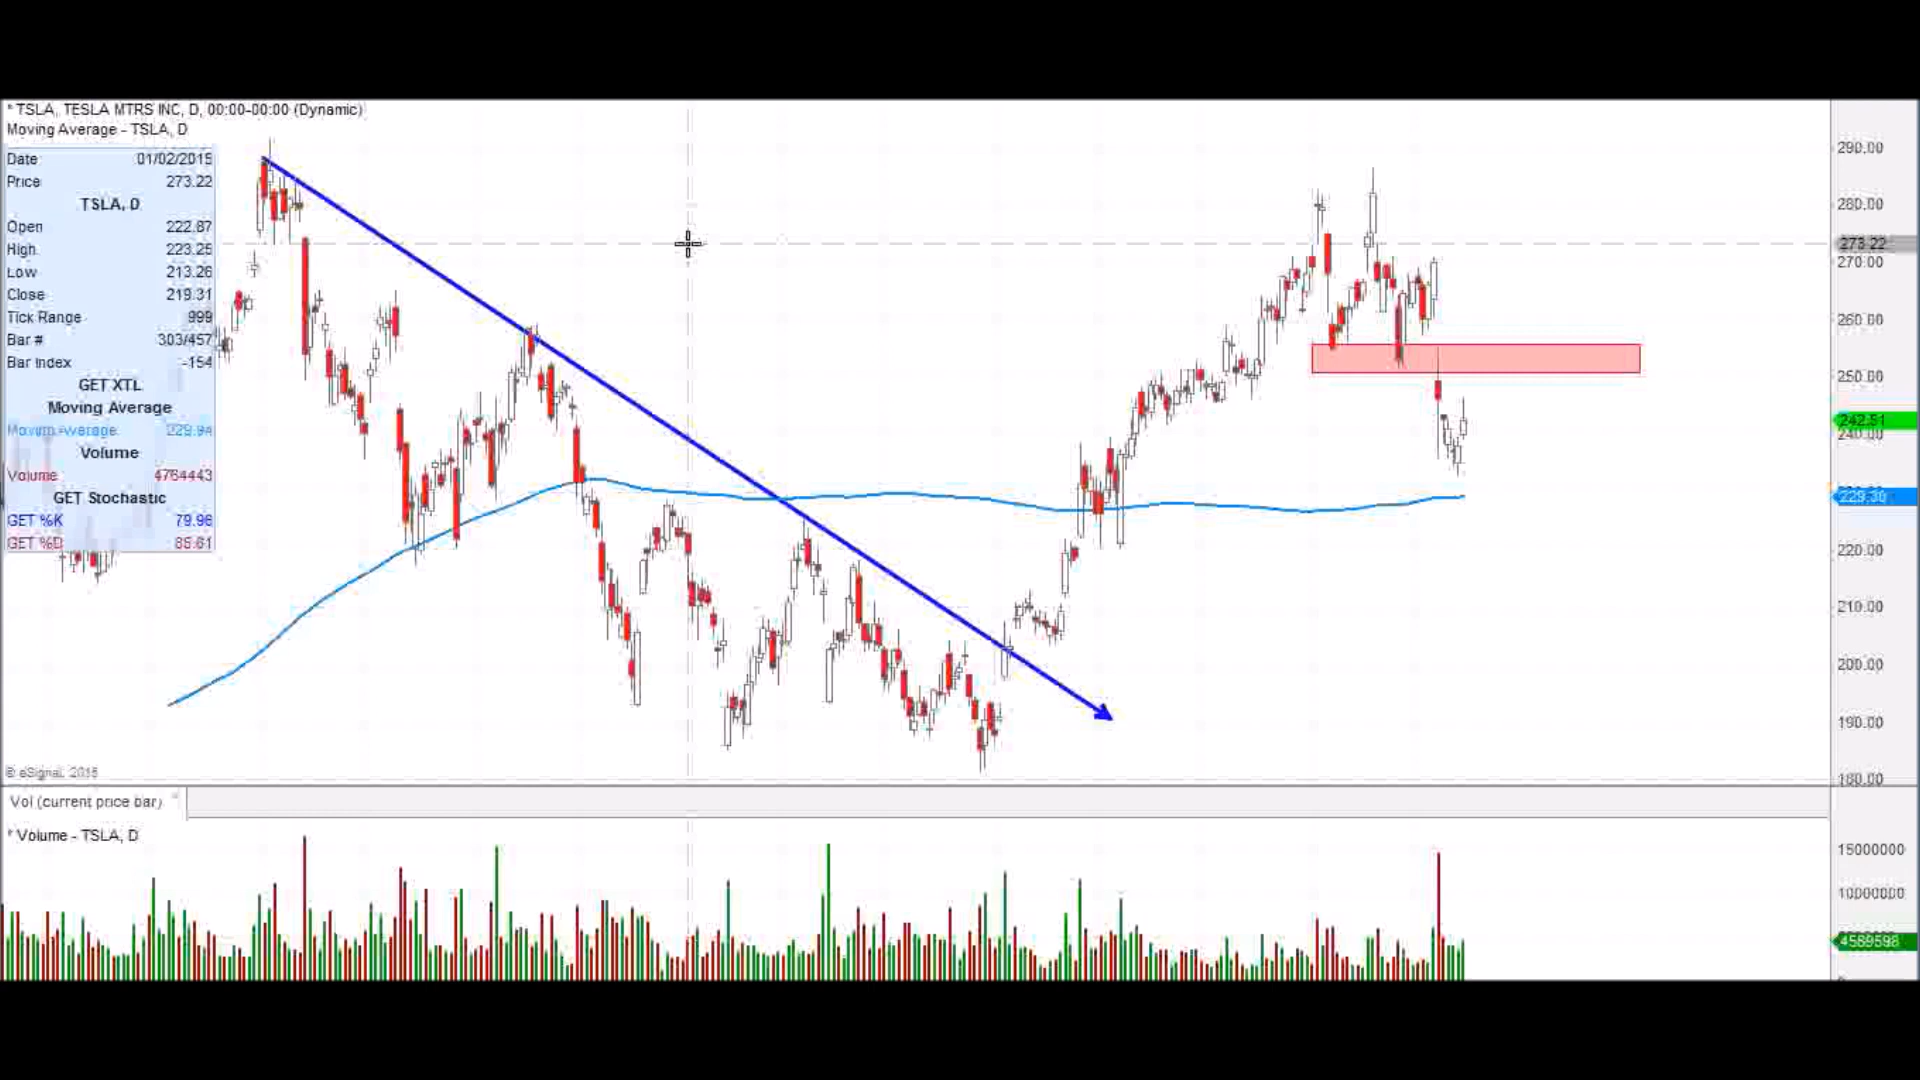 * TSLA, TESLA MTRS INC, D, 00:00-00:00 (Dynamic)
Moving Average - TSLA, D
Date 01/02/2015
Price 273.22
TSLA, D
Open 222.87
High 223.25
Low 213.26
Close 219.31
Tick Range 999
Bar # 303/457
Bar Index -154
GET XTL
Moving Average
Moving Average 229.94
Volume
Volume 4764443
GET Stochastic
GET %K 79.96
GET %D 85.61
290.00
280.00
273.22
270.00
260.00
250.00
242.51
240.00
229.30
220.00
210.00
200.00
190.00
180.00
© eSignal, 2015
Vol (current price bar)
* Volume - TSLA, D
15000000
10000000
4569598